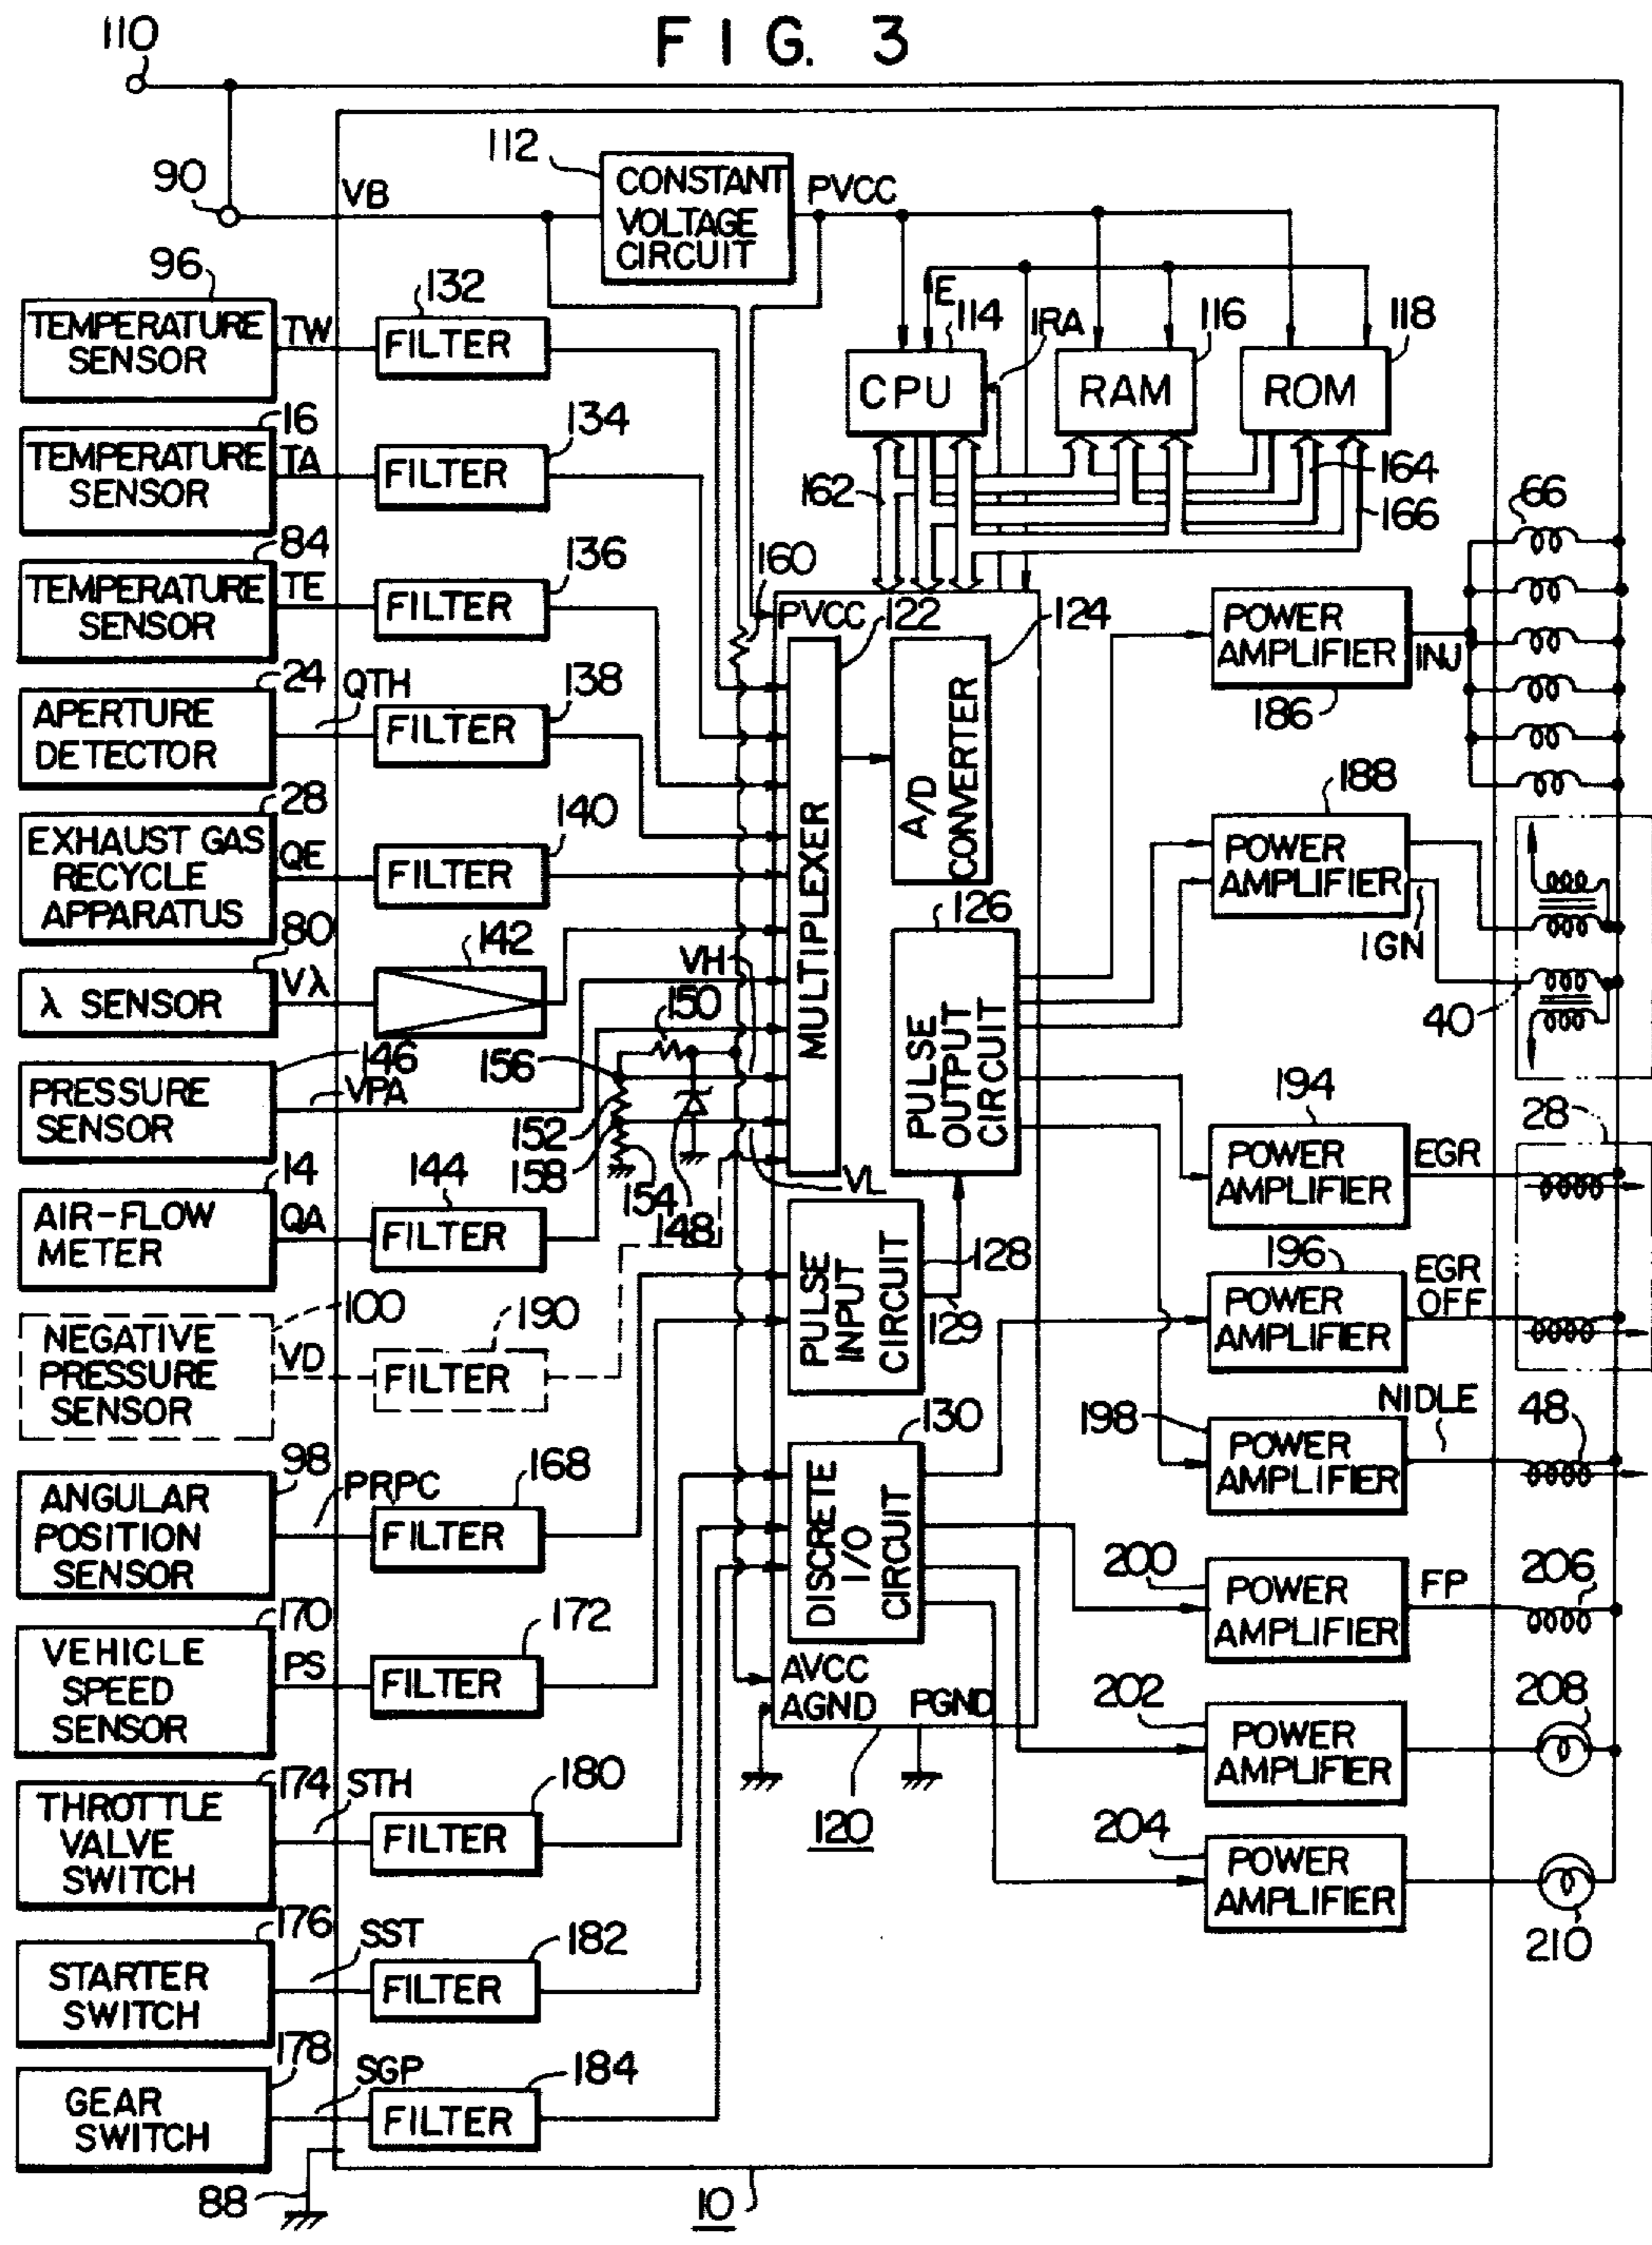 FIG. 3
110
112
CONSTANT
VOLTAGE
CIRCUIT
PVCC
90
VB
96
TEMPERATURE
SENSOR
TW
132
FILTER
E
114
IRA
116
118
CPU
RAM
ROM
16
TEMPERATURE
SENSOR
TA
134
FILTER
162
164
166
66
84
TEMPERATURE
SENSOR
TE
136
FILTER
160
PVCC
122
124
POWER
AMPLIFIER
INJ
186
24
APERTURE
DETECTOR
QTH
138
FILTER
MULTIPLEXER
A/D
CONVERTER
28
EXHAUST GAS
RECYCLE
APPARATUS
QE
140
FILTER
188
POWER
AMPLIFIER
IGN
40
80
λ SENSOR
Vλ
142
VH
126
PULSE
OUTPUT
CIRCUIT
146
PRESSURE
SENSOR
VPA
150
156
152
158
154
148
VL
194
POWER
AMPLIFIER
EGR
28
14
AIR-FLOW
METER
QA
144
FILTER
PULSE
INPUT
CIRCUIT
128
129
196
POWER
AMPLIFIER
EGR
OFF
100
NEGATIVE
PRESSURE
SENSOR
VD
190
FILTER
198
POWER
AMPLIFIER
NIDLE
48
98
ANGULAR
POSITION
SENSOR
PRPC
168
FILTER
130
DISCRETE
I/O
CIRCUIT
200
POWER
AMPLIFIER
FP
206
170
VEHICLE
SPEED
SENSOR
PS
172
FILTER
AVCC
AGND
PGND
202
POWER
AMPLIFIER
208
174
THROTTLE
VALVE
SWITCH
STH
180
FILTER
120
204
POWER
AMPLIFIER
210
176
STARTER
SWITCH
SST
182
FILTER
178
GEAR
SWITCH
SGP
184
FILTER
88
10